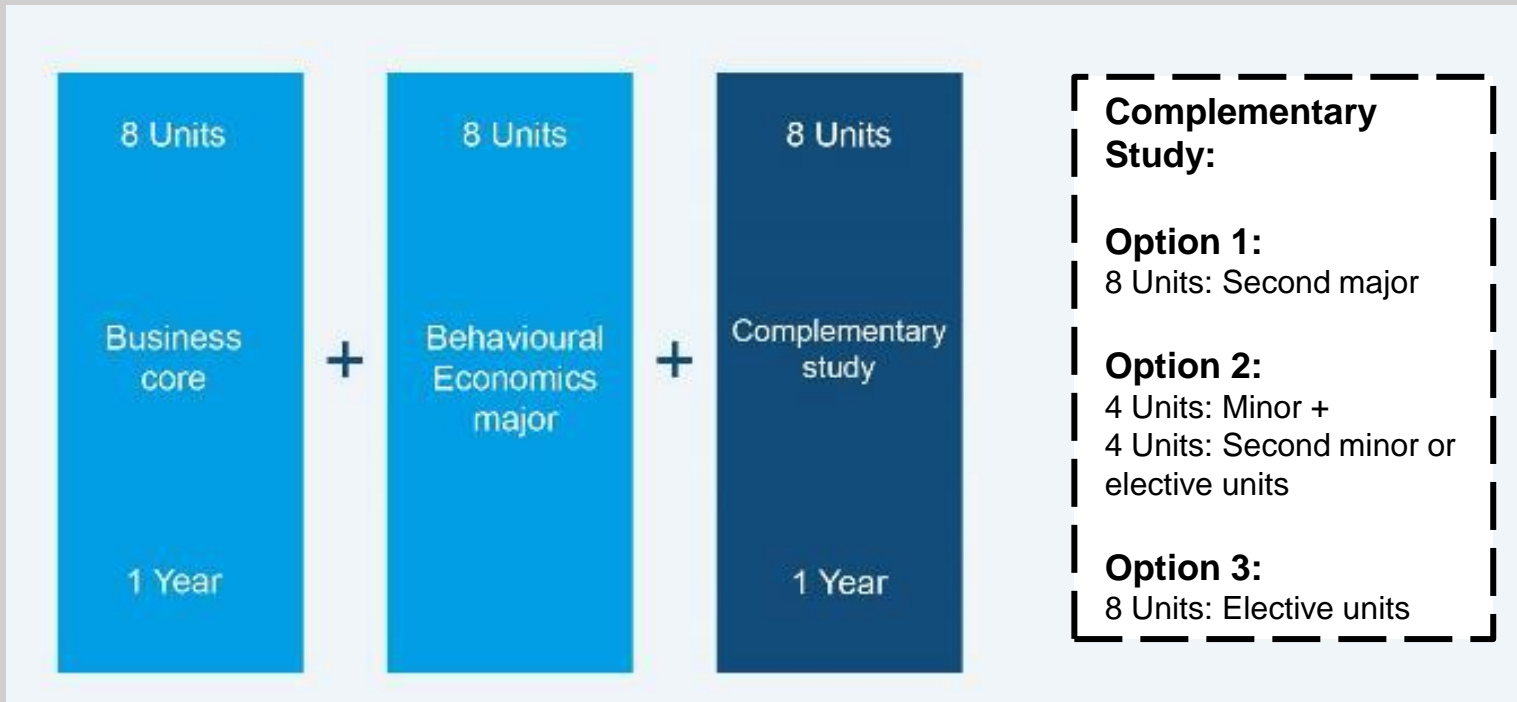 8 Units
Business
core
1 Year
+
8 Units
Behavioural
Economics
major
+
8 Units
Complementary
study
1 Year
Complementary
Study:
Option 1:
8 Units: Second major
Option 2:
4 Units: Minor +
4 Units: Second minor or
elective units
Option 3:
8 Units: Elective units